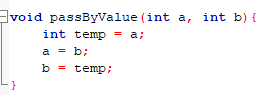 void passByValue(int a, int b){
    int temp = a;
    a = b;
    b = temp;
}